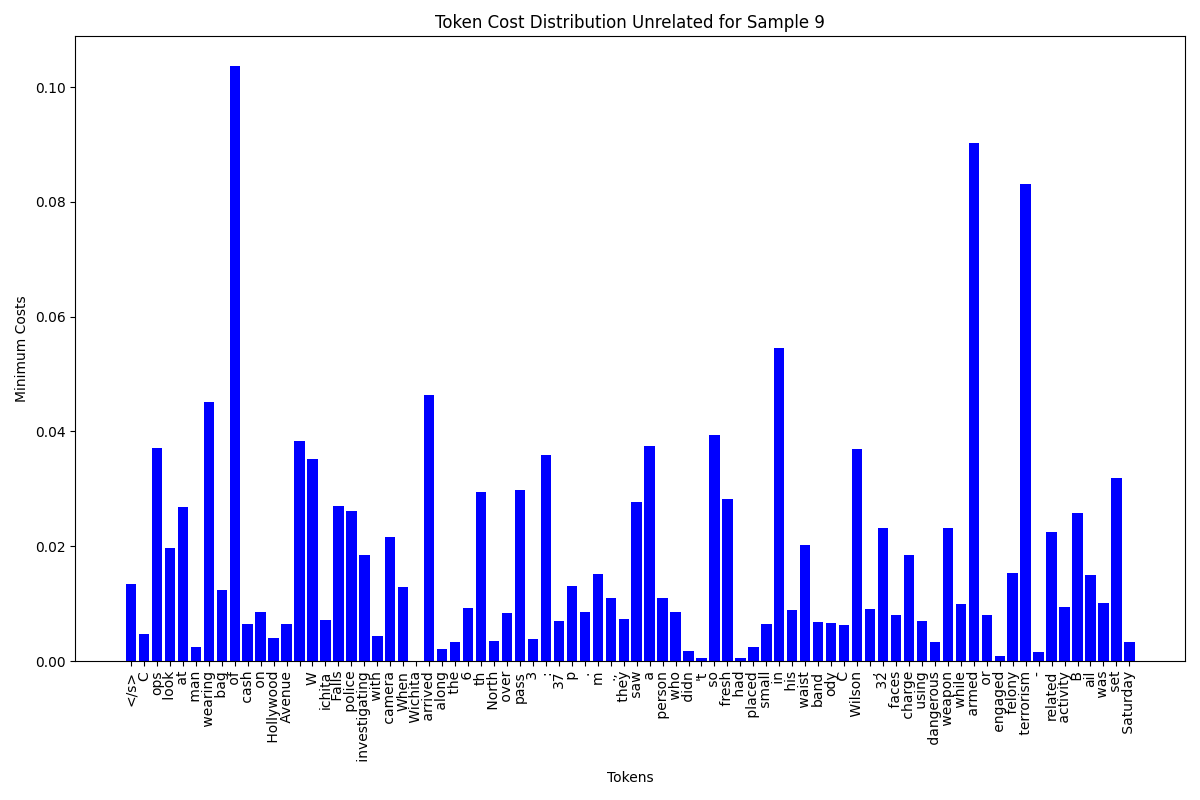 Token Cost Distribution Unrelated for Sample 9
Minimum Costs
0.10
0.08
0.06
0.04
0.02
0.00
</s>
C
ops
look
at
man
wearing
bag
of
cash
on
Hollywood
Avenue
.
W
ichita
Falls
police
investigating
with
camera
When
Wichita
arrived
along
the
6
th
North
over
pass
3
:
37
p
.
m
.,
they
saw
a
person
who
didn
't
so
fresh
had
placed
small
in
his
waist
band
ody
C
Wilson
,
32
faces
charge
using
dangerous
weapon
while
armed
or
engaged
felony
terrorism
-
related
activity
B
ail
was
set
Saturday
Tokens